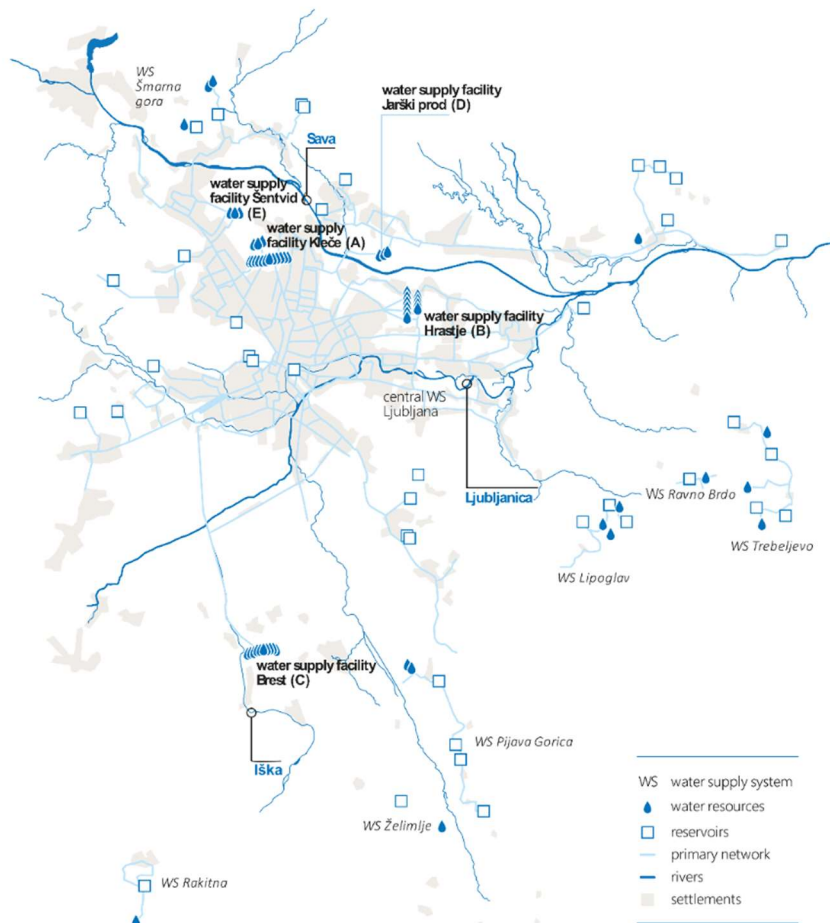 WS
Šmarna
gora
water supply facility
Jarški prod (D)
Sava
water supply
facility Šentvid
(E)
water supply
facility Kleče (A)
water supply facility
Hrastje (B)
central WS
Ljubljana
Ljubljanica
WS Ravno Brdo
WS Trebeljevo
WS Lipoglav
water supply facility
Brest (C)
Iška
WS Pijava Gorica
WS Želimlje
WS Rakitna
WS water supply system
water resources
reservoirs
primary network
rivers
settlements